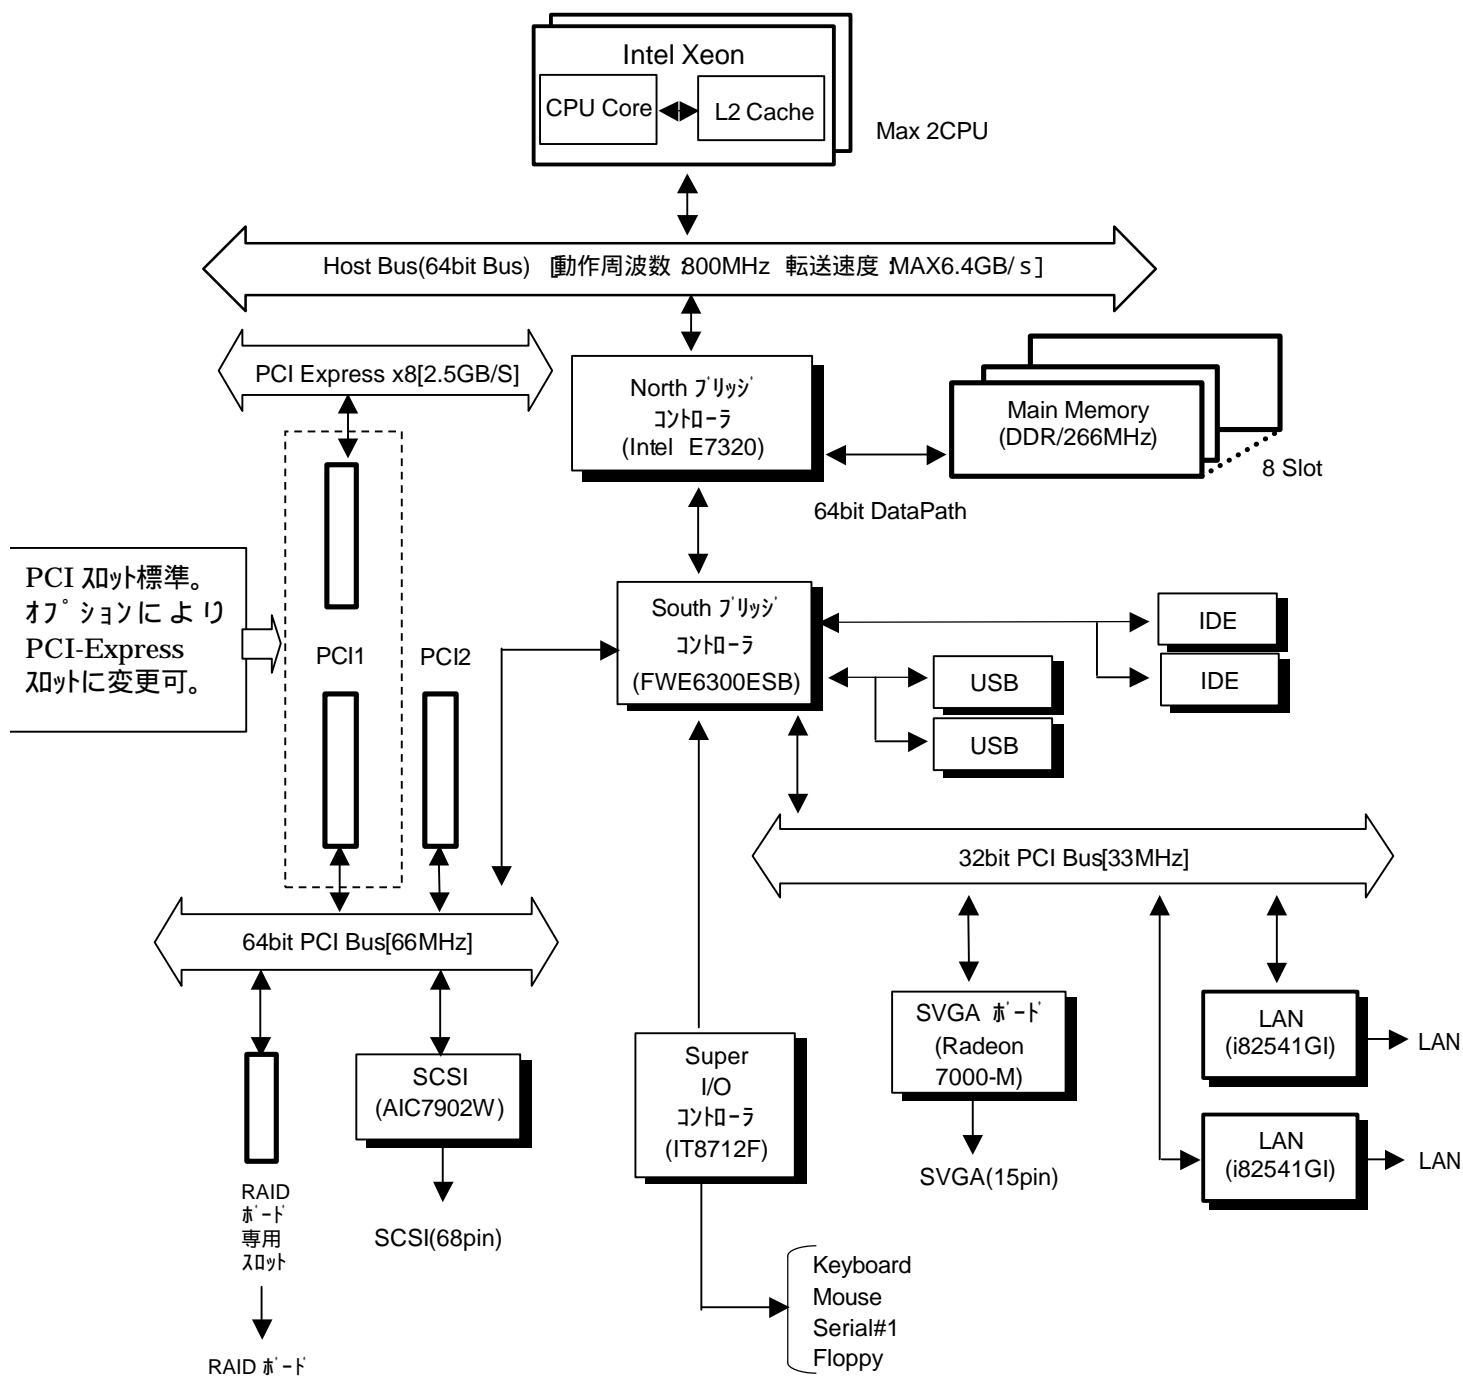 Intel Xeon
CPU Core
L2 Cache
Max 2CPU
Host Bus(64bit Bus) [動作周波数:800MHz 転送速度:MAX6.4GB/s]
PCI Express x8[2.5GB/S]
North ブリッジ
コントローラ
(Intel E7320)
Main Memory
(DDR/266MHz)
8 Slot
64bit DataPath
PCI スロット標準。
オプションにより
PCI-Express
スロットに変更可。
PCI1
PCI2
South ブリッジ
コントローラ
(FWE6300ESB)
IDE
IDE
USB
USB
32bit PCI Bus[33MHz]
64bit PCI Bus[66MHz]
SCSI
(AIC7902W)
SCSI(68pin)
RAID
ボード
専用
スロット
RAID ボード
Super
I/O
コントローラ
(IT8712F)
Keyboard
Mouse
Serial#1
Floppy
SVGA ボード
(Radeon
7000-M)
SVGA(15pin)
LAN
(i82541GI)
LAN
LAN
(i82541GI)
LAN